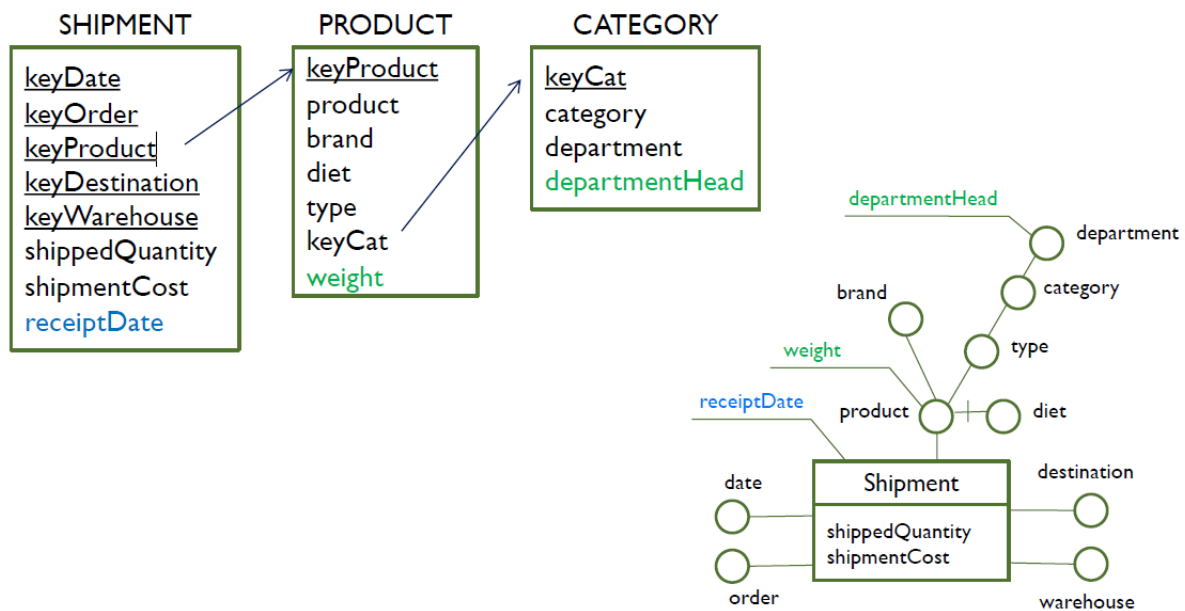 SHIPMENT
keyDate
keyOrder
keyProduct
keyDestination
keyWarehouse
shippedQuantity
shipmentCost
receiptDate
PRODUCT
keyProduct
product
brand
diet
type
keyCat
weight
CATEGORY
keyCat
category
department
departmentHead
departmentHead
department
category
brand
type
weight
receiptDate
product
diet
date
Shipment
destination
shippedQuantity
shipmentCost
order
warehouse